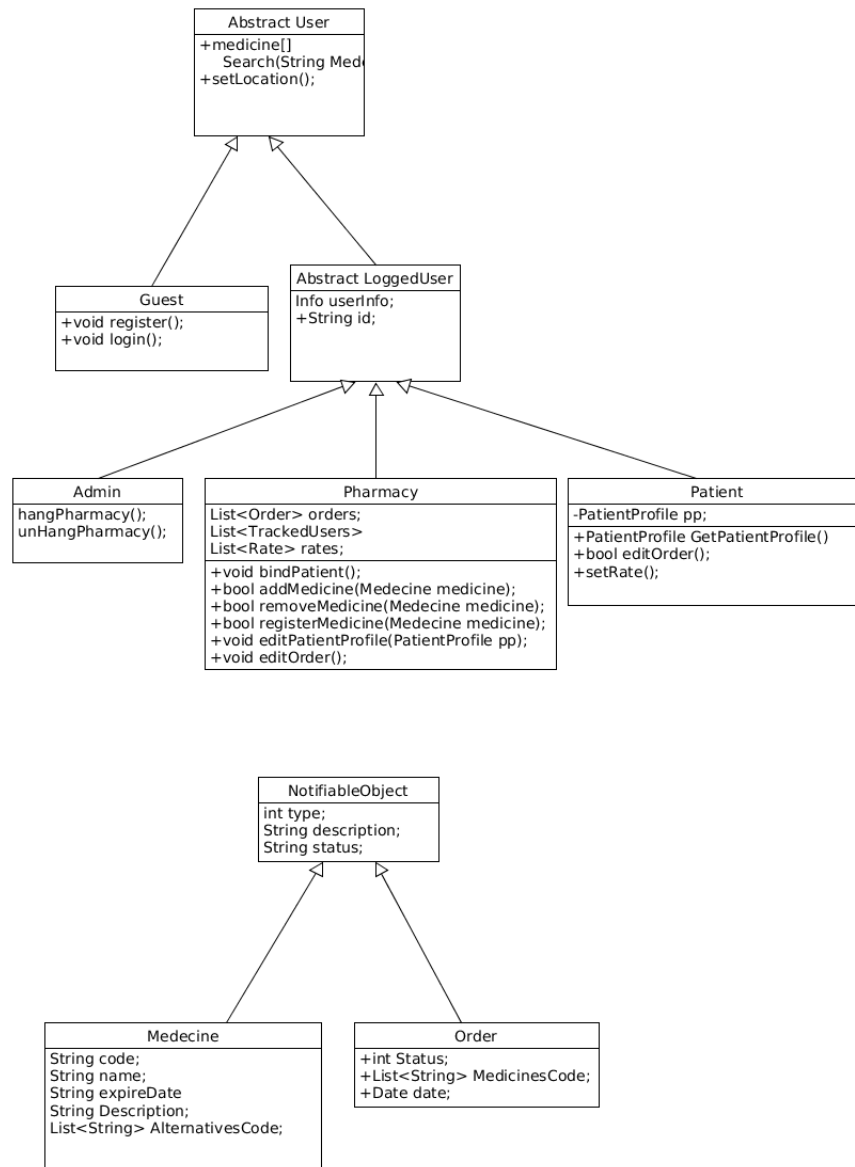 Abstract User
+medicine[]
Search(String Med
+setLocation();
Guest
+void register();
+void login();
Abstract LoggedUser
Info userInfo;
+String id;
Admin
hangPharmacy();
unHangPharmacy();
Pharmacy
List<Order> orders;
List<TrackedUsers>
List<Rate> rates;
+void bindPatient();
+bool addMedicine(Medecine medicine);
+bool removeMedicine(Medecine medicine);
+bool registerMedicine(Medecine medicine);
+void editPatientProfile(PatientProfile pp);
+void editOrder();
Patient
-PatientProfile pp;
+PatientProfile GetPatientProfile()
+bool editOrder();
+setRate();
NotifiableObject
int type;
String description;
String status;
Medecine
String code;
String name;
String expireDate
String Description;
List<String> AlternativesCode;
Order
+int Status;
+List<String> MedicinesCode;
+Date date;